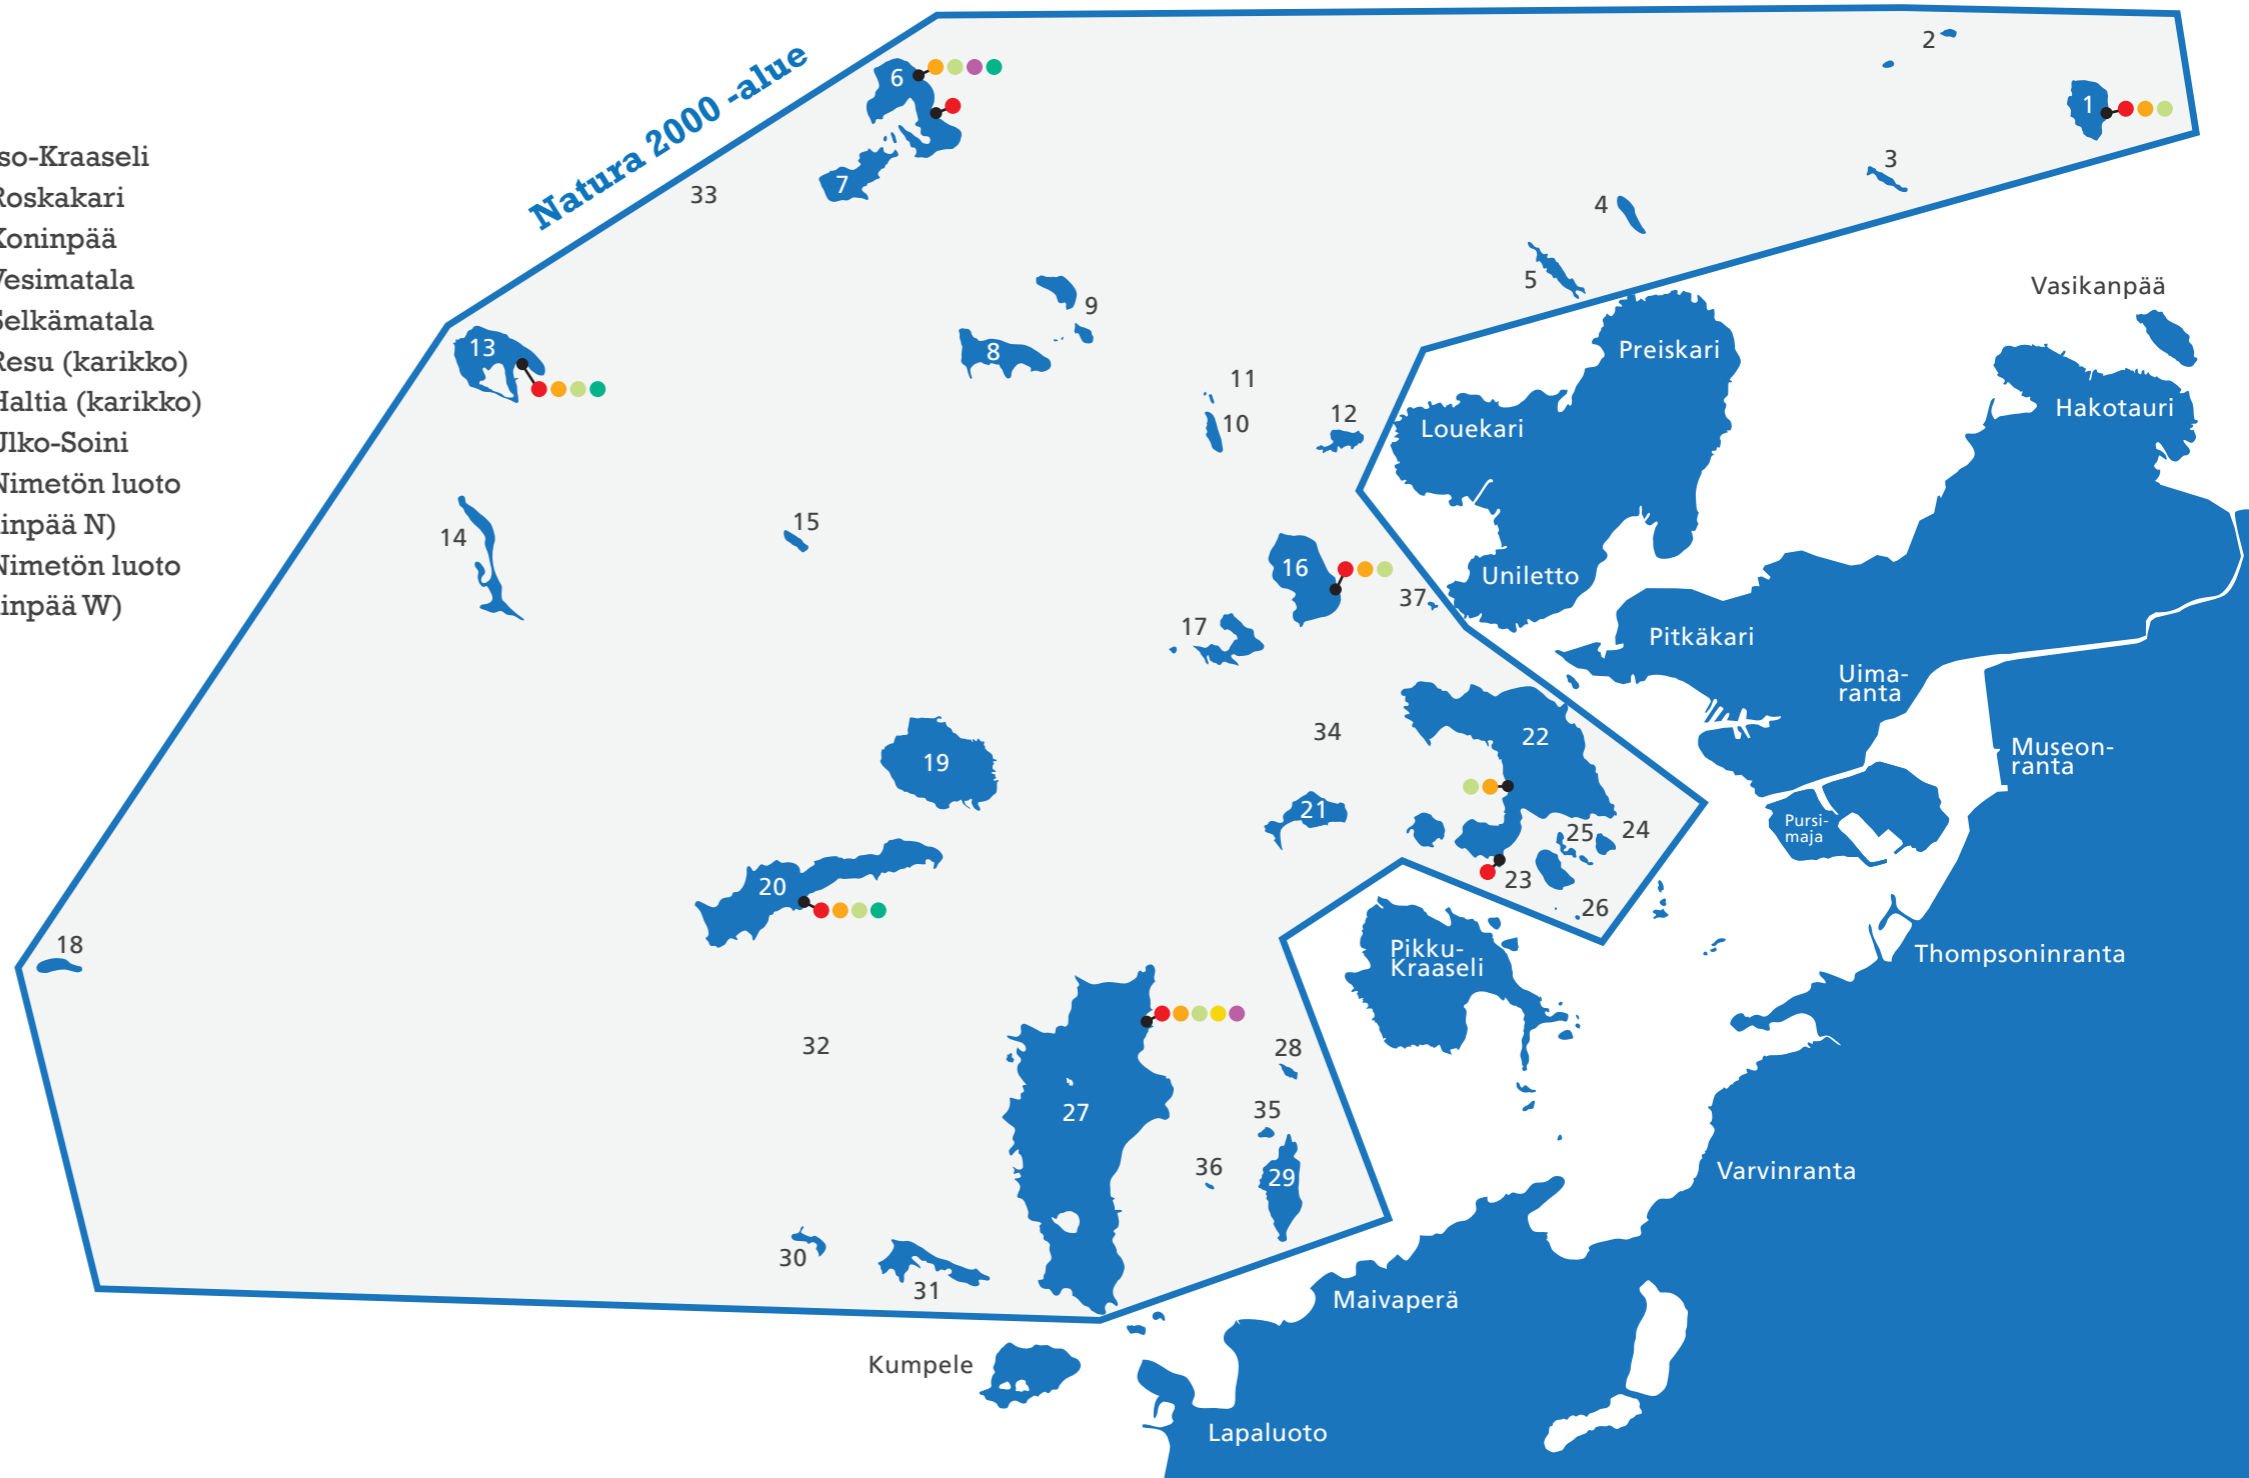 so-Kraaseli
Roskakari
Koninpää
Vesimatala
Selkämatala
Resu (karikko)
Haltia (karikko)
Ulko-Soini
Nimetön luoto
inpää N)
Nimetön luoto
inpää W)
Natura 2000 -alue
1
2
3
4
5
6
7
33
8
9
10
11
12
13
14
15
16
17
37
18
19
20
21
22
34
23
24
25
26
27
28
35
36
29
30
31
32
Vasikanpää
Preiskari
Hakotauri
Louekari
Uniletto
Pitkäkari
Uima-
ranta
Museon-
ranta
Pursi-
maja
Pikku-
Kraaseli
Thompsoninranta
Varvinranta
Maivaperä
Kumpele
Lapaluoto